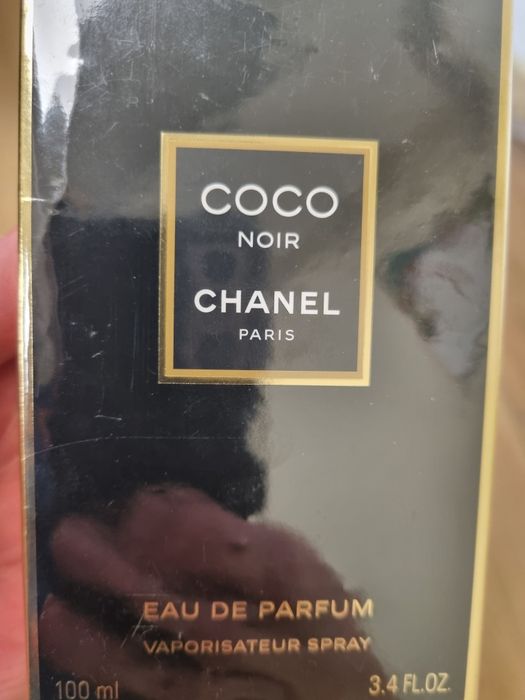 COCO
NOIR
CHANEL
PARIS
EAU DE PARFUM
VAPORISATEUR SPRAY
100 ml
3.4 FL.OZ.